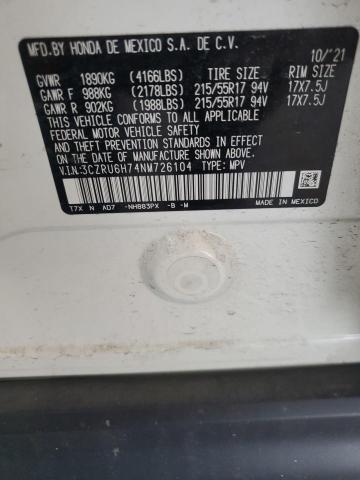 MFD.BY HONDA DE MEXICO S.A. DE C.V. 10/'21
GVWR 1890KG (4166LBS) TIRE SIZE RIM SIZE
GAWR F 988KG (2178LBS) 215/55R17 94V 17X7.5J
GAWR R 902KG (1988LBS) 215/55R17 94V 17X7.5J
THIS VEHICLE CONFORMS TO ALL APPLICABLE
FEDERAL MOTOR VEHICLE SAFETY, BUMPER,
AND THEFT PREVENTION STANDARDS IN EFFECT ON
THE DATE OF MANUFACTURE SHOWN ABOVE.
V.I.N:3CZRU6H74NM726104 TYPE: MPV
T7X N AD7 -NH883PX -B -M
MADE IN MEXICO